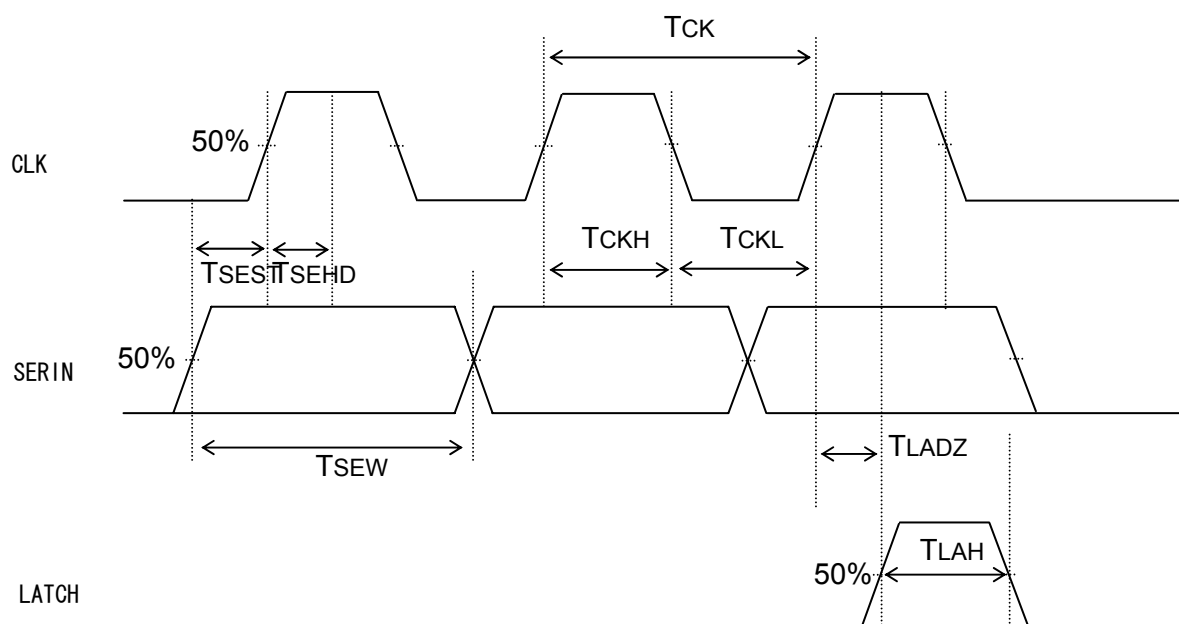 TCK
50%
CLK
TCKH
TCKL
TSEST
TSEHD
50%
SERIN
TSEW
TLADZ
TLAH
50%
LATCH